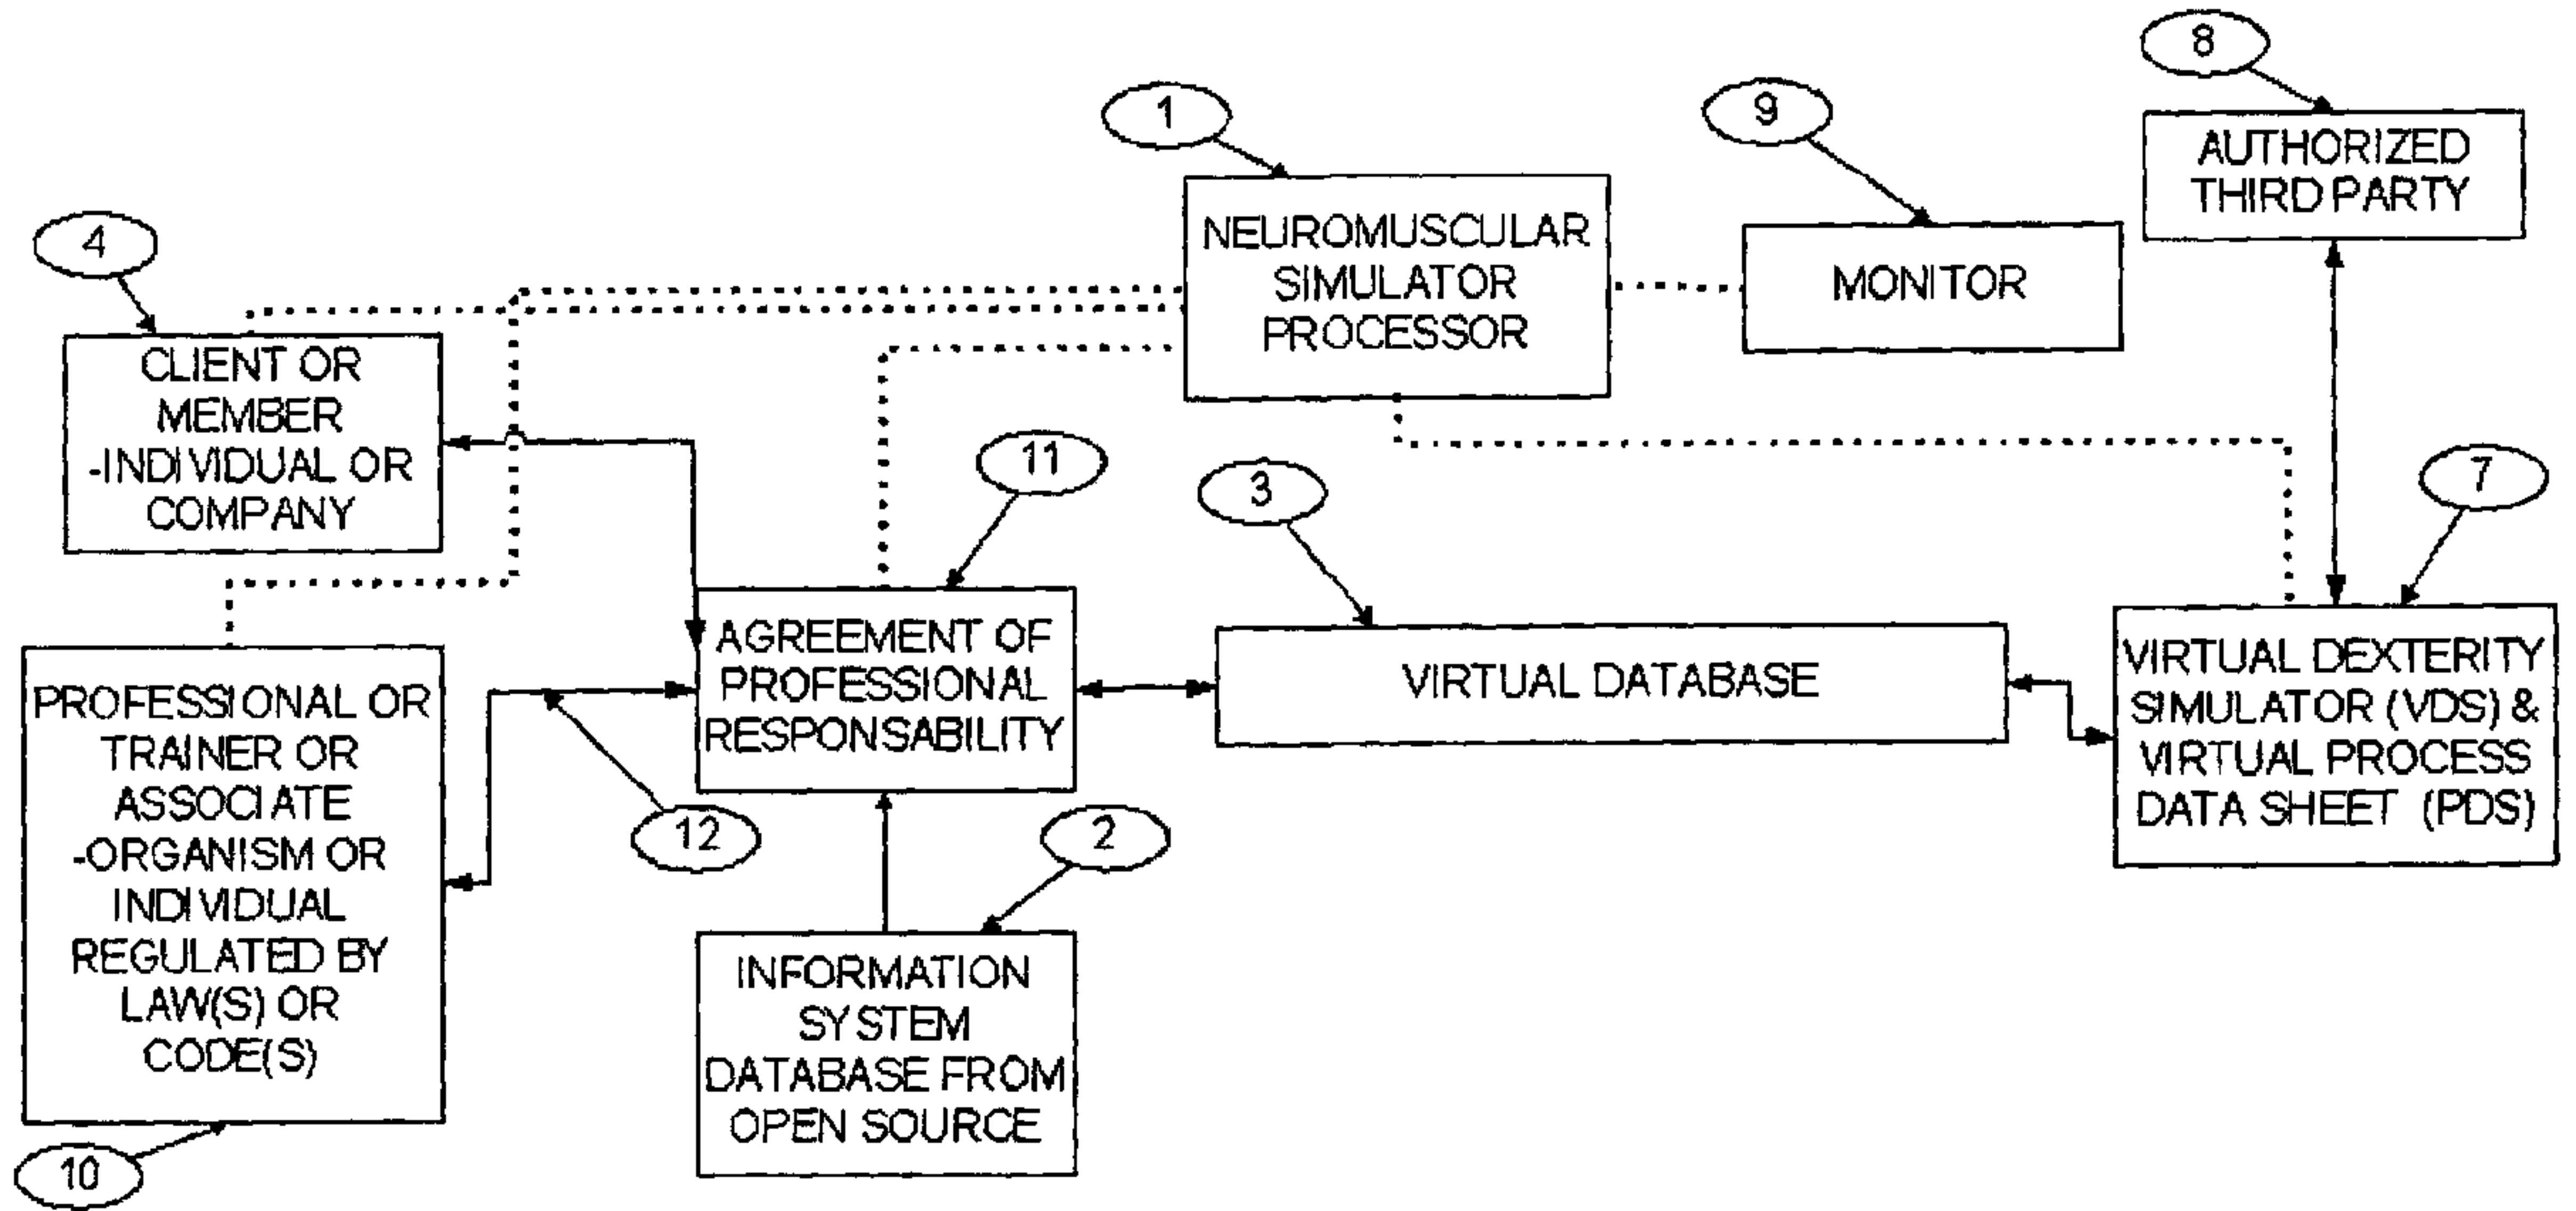 8
1
9
AUTHORIZED
THIRD PARTY
4
NEUROMUSCULAR
SIMULATOR
PROCESSOR
MONITOR
CLIENT OR
MEMBER
-INDIVIDUAL OR
COMPANY
11
3
7
AGREEMENT OF
PROFESSIONAL
RESPONSABILITY
VIRTUAL DATABASE
VIRTUAL DEXTERITY
SIMULATOR (VDS) &
VIRTUAL PROCESS
DATA SHEET (PDS)
PROFESSIONAL OR
TRAINER OR
ASSOCIATE
-ORGANISM OR
INDIVIDUAL
REGULATED BY
LAW(S) OR
CODE(S)
12
2
INFORMATION
SYSTEM
DATABASE FROM
OPEN SOURCE
10